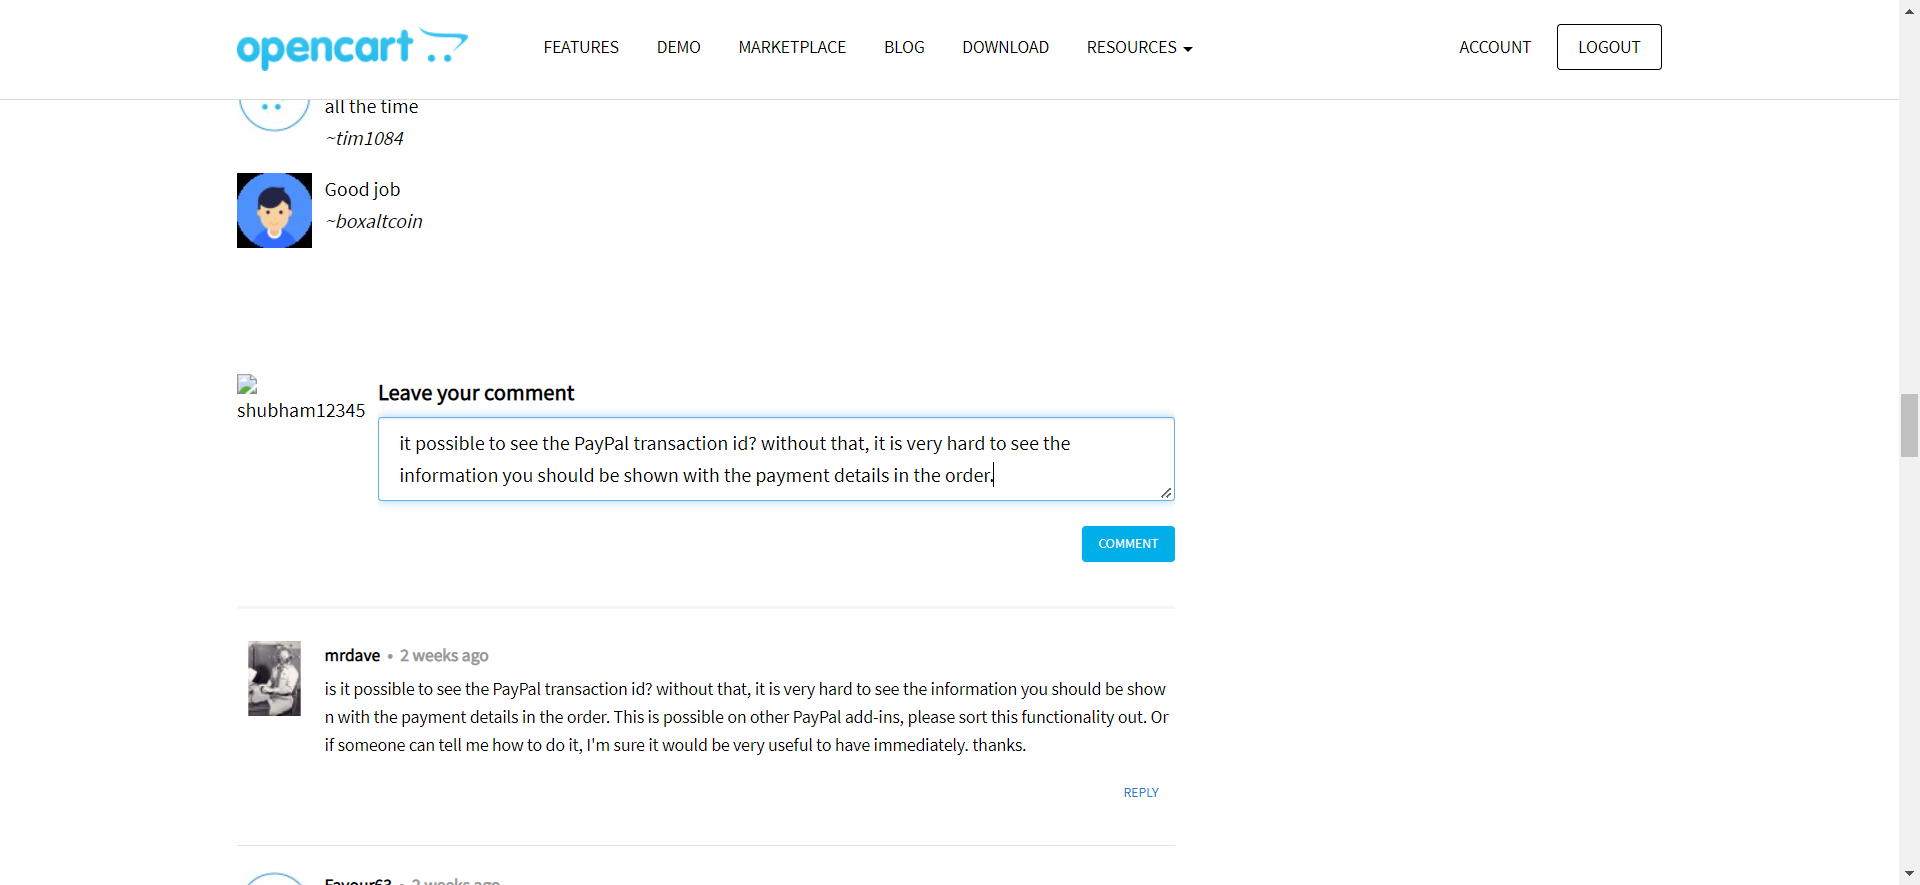 opencart
FEATURES DEMO MARKETPLACE BLOG DOWNLOAD RESOURCES ACCOUNT LOGOUT
all the time
~tim1084
Good job
~boxaltcoin
shubham12345
Leave your comment
it possible to see the PayPal transaction id? without that, it is very hard to see the
information you should be shown with the payment details in the order.
COMMENT
mrdave • 2 weeks ago
is it possible to see the PayPal transaction id? without that, it is very hard to see the information you should be show
n with the payment details in the order. This is possible on other PayPal add-ins, please sort this functionality out. Or
if someone can tell me how to do it, I'm sure it would be very useful to have immediately. thanks.
REPLY
Favour63 • 2 weeks ago